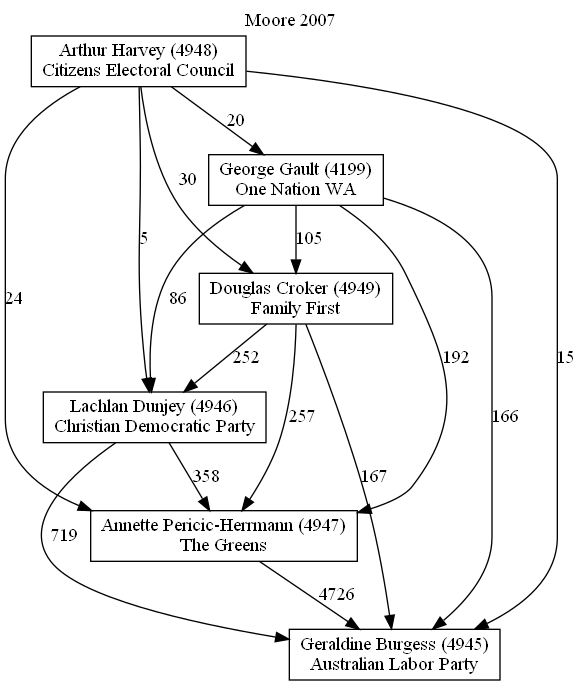 Moore 2007
Arthur Harvey (4948)
Citizens Electoral Council
20
George Gault (4199)
One Nation WA
30
5
105
24
86
Douglas Croker (4949)
Family First
252
192
15
257
166
Lachlan Dunjey (4946)
Christian Democratic Party
358
167
719
Annette Pericic-Herrmann (4947)
The Greens
4726
Geraldine Burgess (4945)
Australian Labor Party